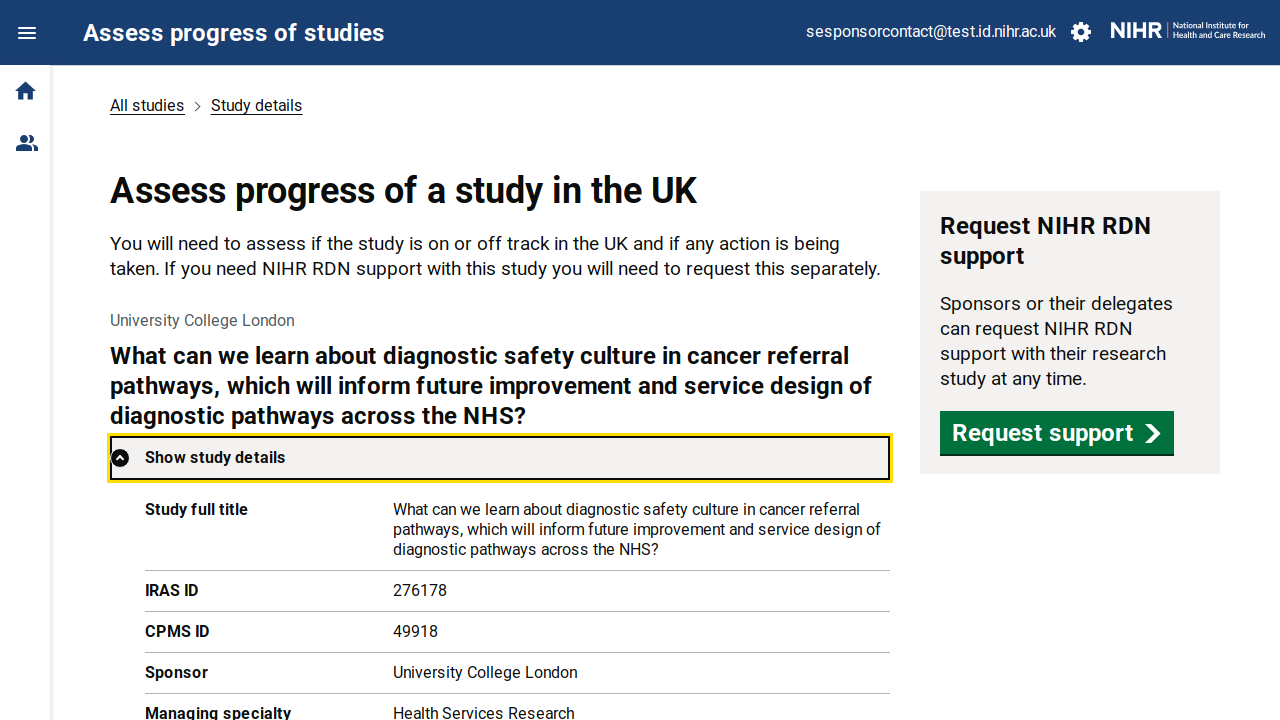 Assess progress of studies
sesponsorcontact@test.id.nihr.ac.uk
NIHR | National Institute for
Health and Care Research
All studies
Study details
Assess progress of a study in the UK
You will need to assess if the study is on or off track in the UK and if any action is being
taken. If you need NIHR RDN support with this study you will need to request this separately.
University College London
What can we learn about diagnostic safety culture in cancer referral
pathways, which will inform future improvement and service design of
diagnostic pathways across the NHS?
Show study details
Study full title
What can we learn about diagnostic safety culture in cancer referral
pathways, which will inform future improvement and service design of
diagnostic pathways across the NHS?
IRAS ID
276178
CPMS ID
49918
Sponsor
University College London
Managing specialty
Health Services Research
Request NIHR RDN
support
Sponsors or their delegates
can request NIHR RDN
support with their research
study at any time.
Request support